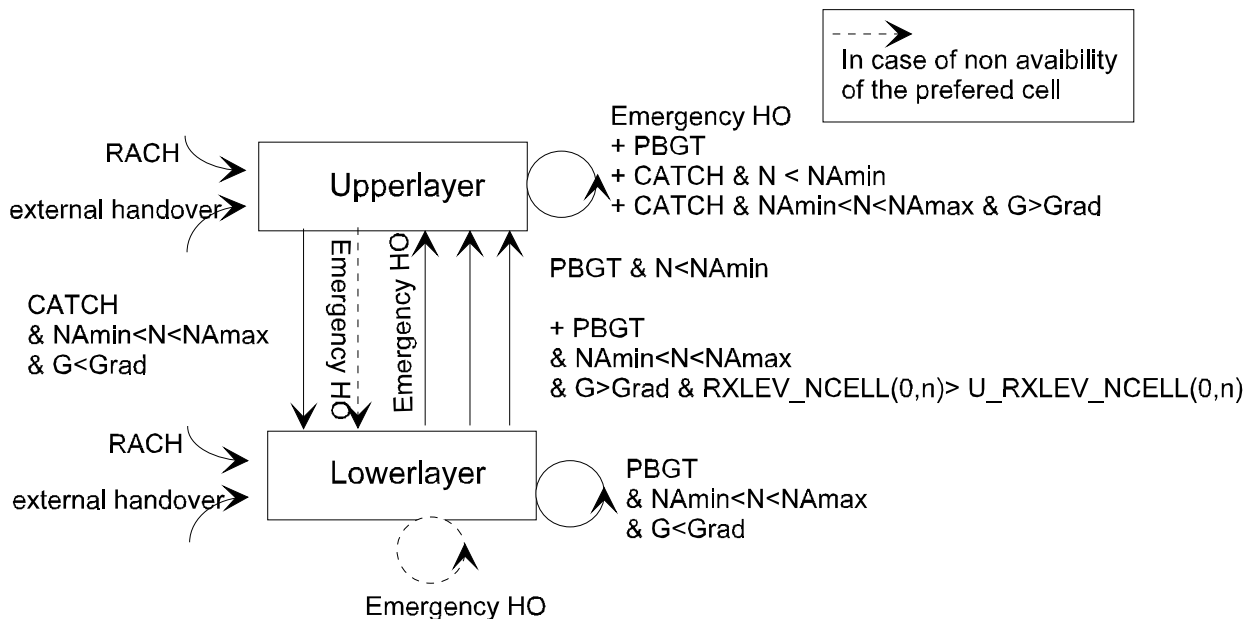 In case of non avaibility
of the prefered cell
Emergency HO
+ PBGT
+ CATCH & N < NAmin
+ CATCH & NAmin<N<NAmax & G>Grad
RACH
external handover
Upperlayer
Emergency HO
Emergency HO
PBGT & N<NAmin
CATCH
& NAmin<N<NAmax
& G<Grad
+ PBGT
& NAmin<N<NAmax
& G>Grad & RXLEV_NCELL(0,n)> U_RXLEV_NCELL(0,n)
RACH
external handover
Lowerlayer
PBGT
& NAmin<N<NAmax
& G<Grad
Emergency HO